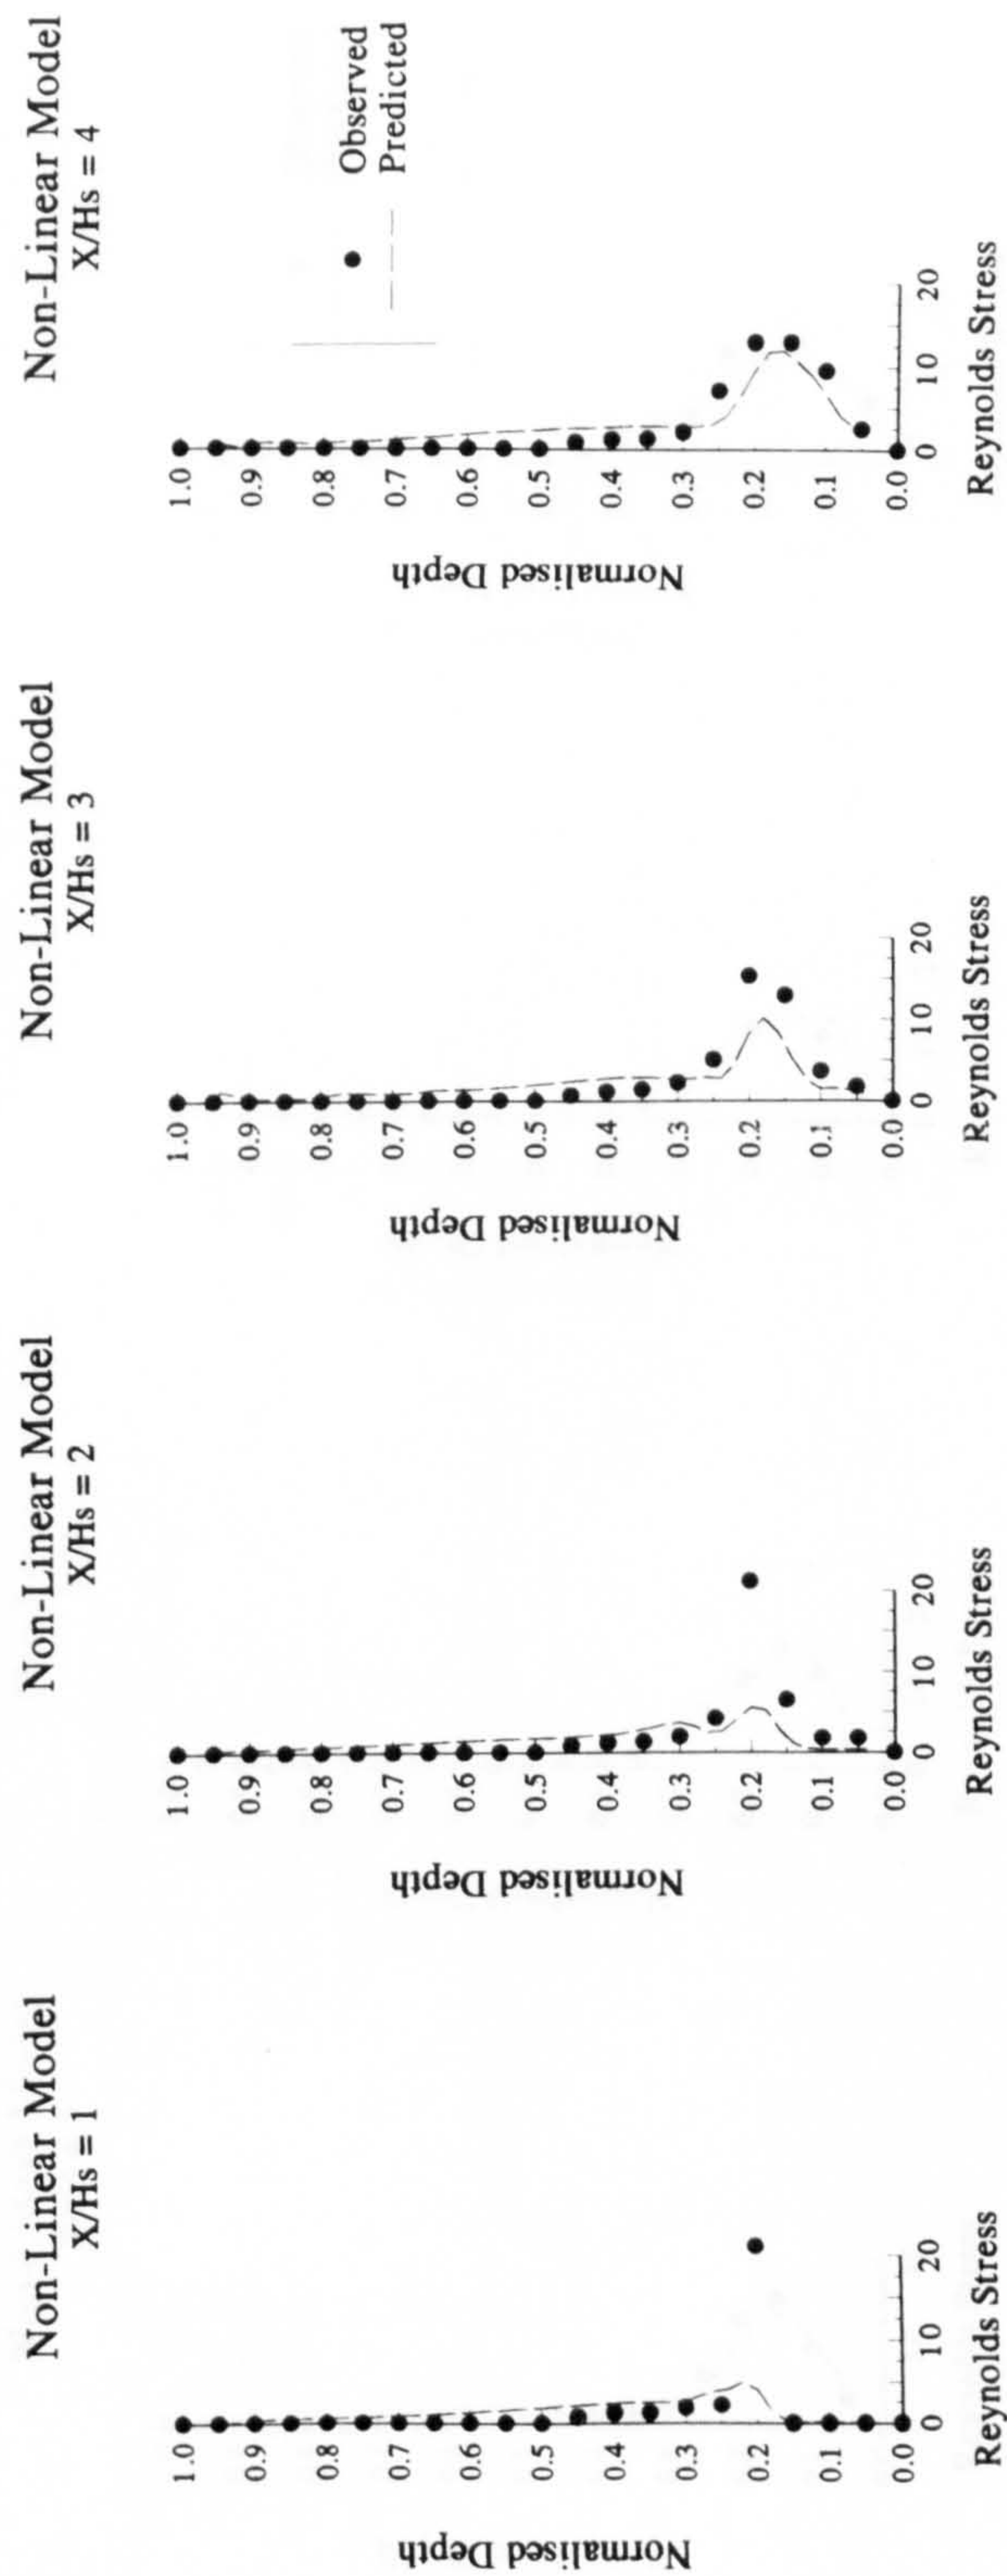 Non-Linear Model
X/Hs = 1
Normalised Depth
1.0
0.9
0.8
0.7
0.6
0.5
0.4
0.3
0.2
0.1
0.0
0 10 20
Reynolds Stress
Non-Linear Model
X/Hs = 2
Normalised Depth
1.0
0.9
0.8
0.7
0.6
0.5
0.4
0.3
0.2
0.1
0.0
0 10 20
Reynolds Stress
Non-Linear Model
X/Hs = 3
Normalised Depth
1.0
0.9
0.8
0.7
0.6
0.5
0.4
0.3
0.2
0.1
0.0
0 10 20
Reynolds Stress
Non-Linear Model
X/Hs = 4
Observed
Predicted
Normalised Depth
1.0
0.9
0.8
0.7
0.6
0.5
0.4
0.3
0.2
0.1
0.0
0 10 20
Reynolds Stress